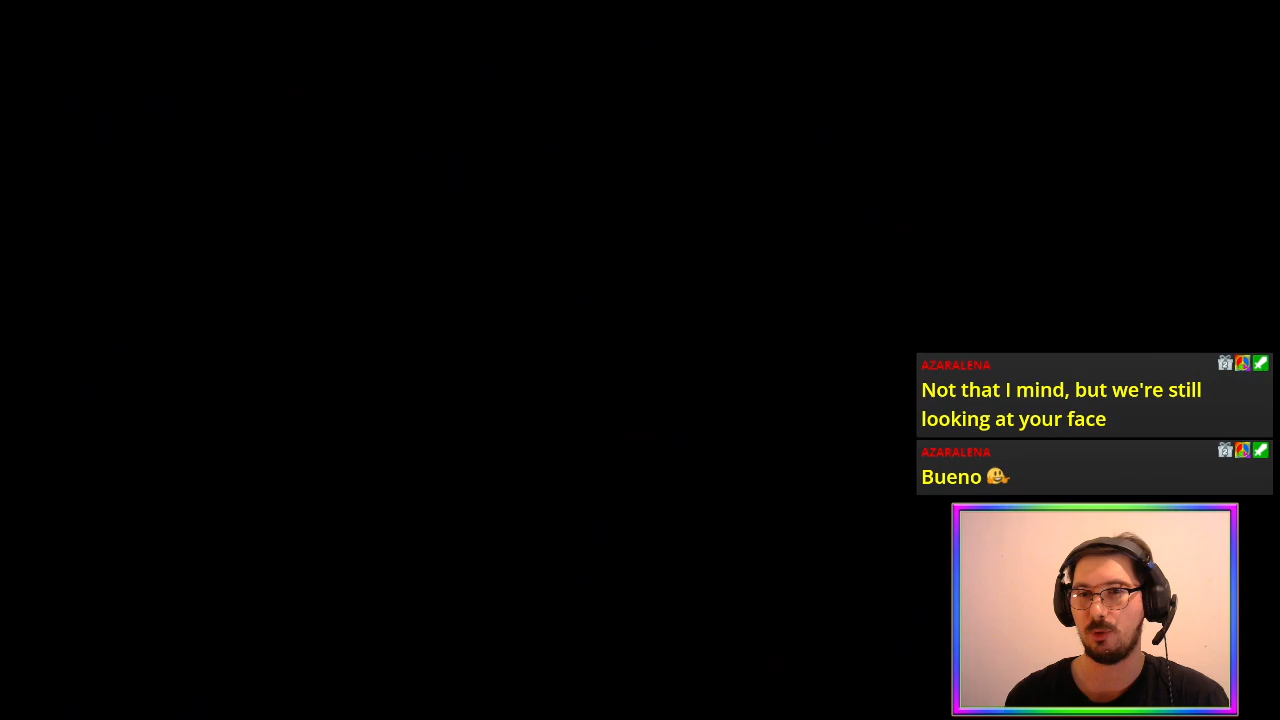 AZARALENA
Not that I mind, but we're still
looking at your face
AZARALENA
Bueno